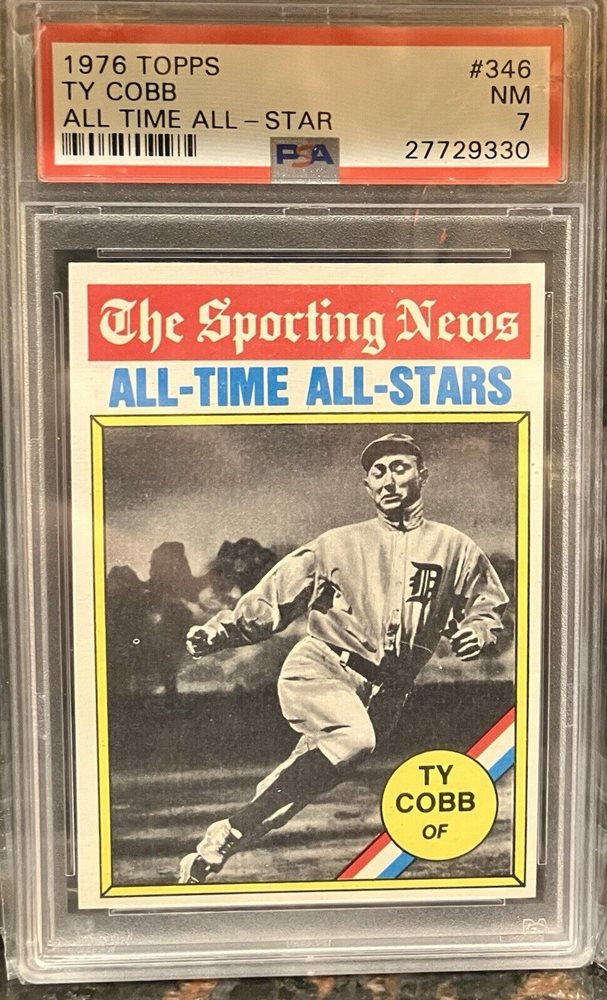 1976 TOPPS #346
TY COBB NM
ALL TIME ALL-STAR 7
PSA 27729330
The Sporting News
ALL-TIME ALL-STARS
D
TY
COBB
OF